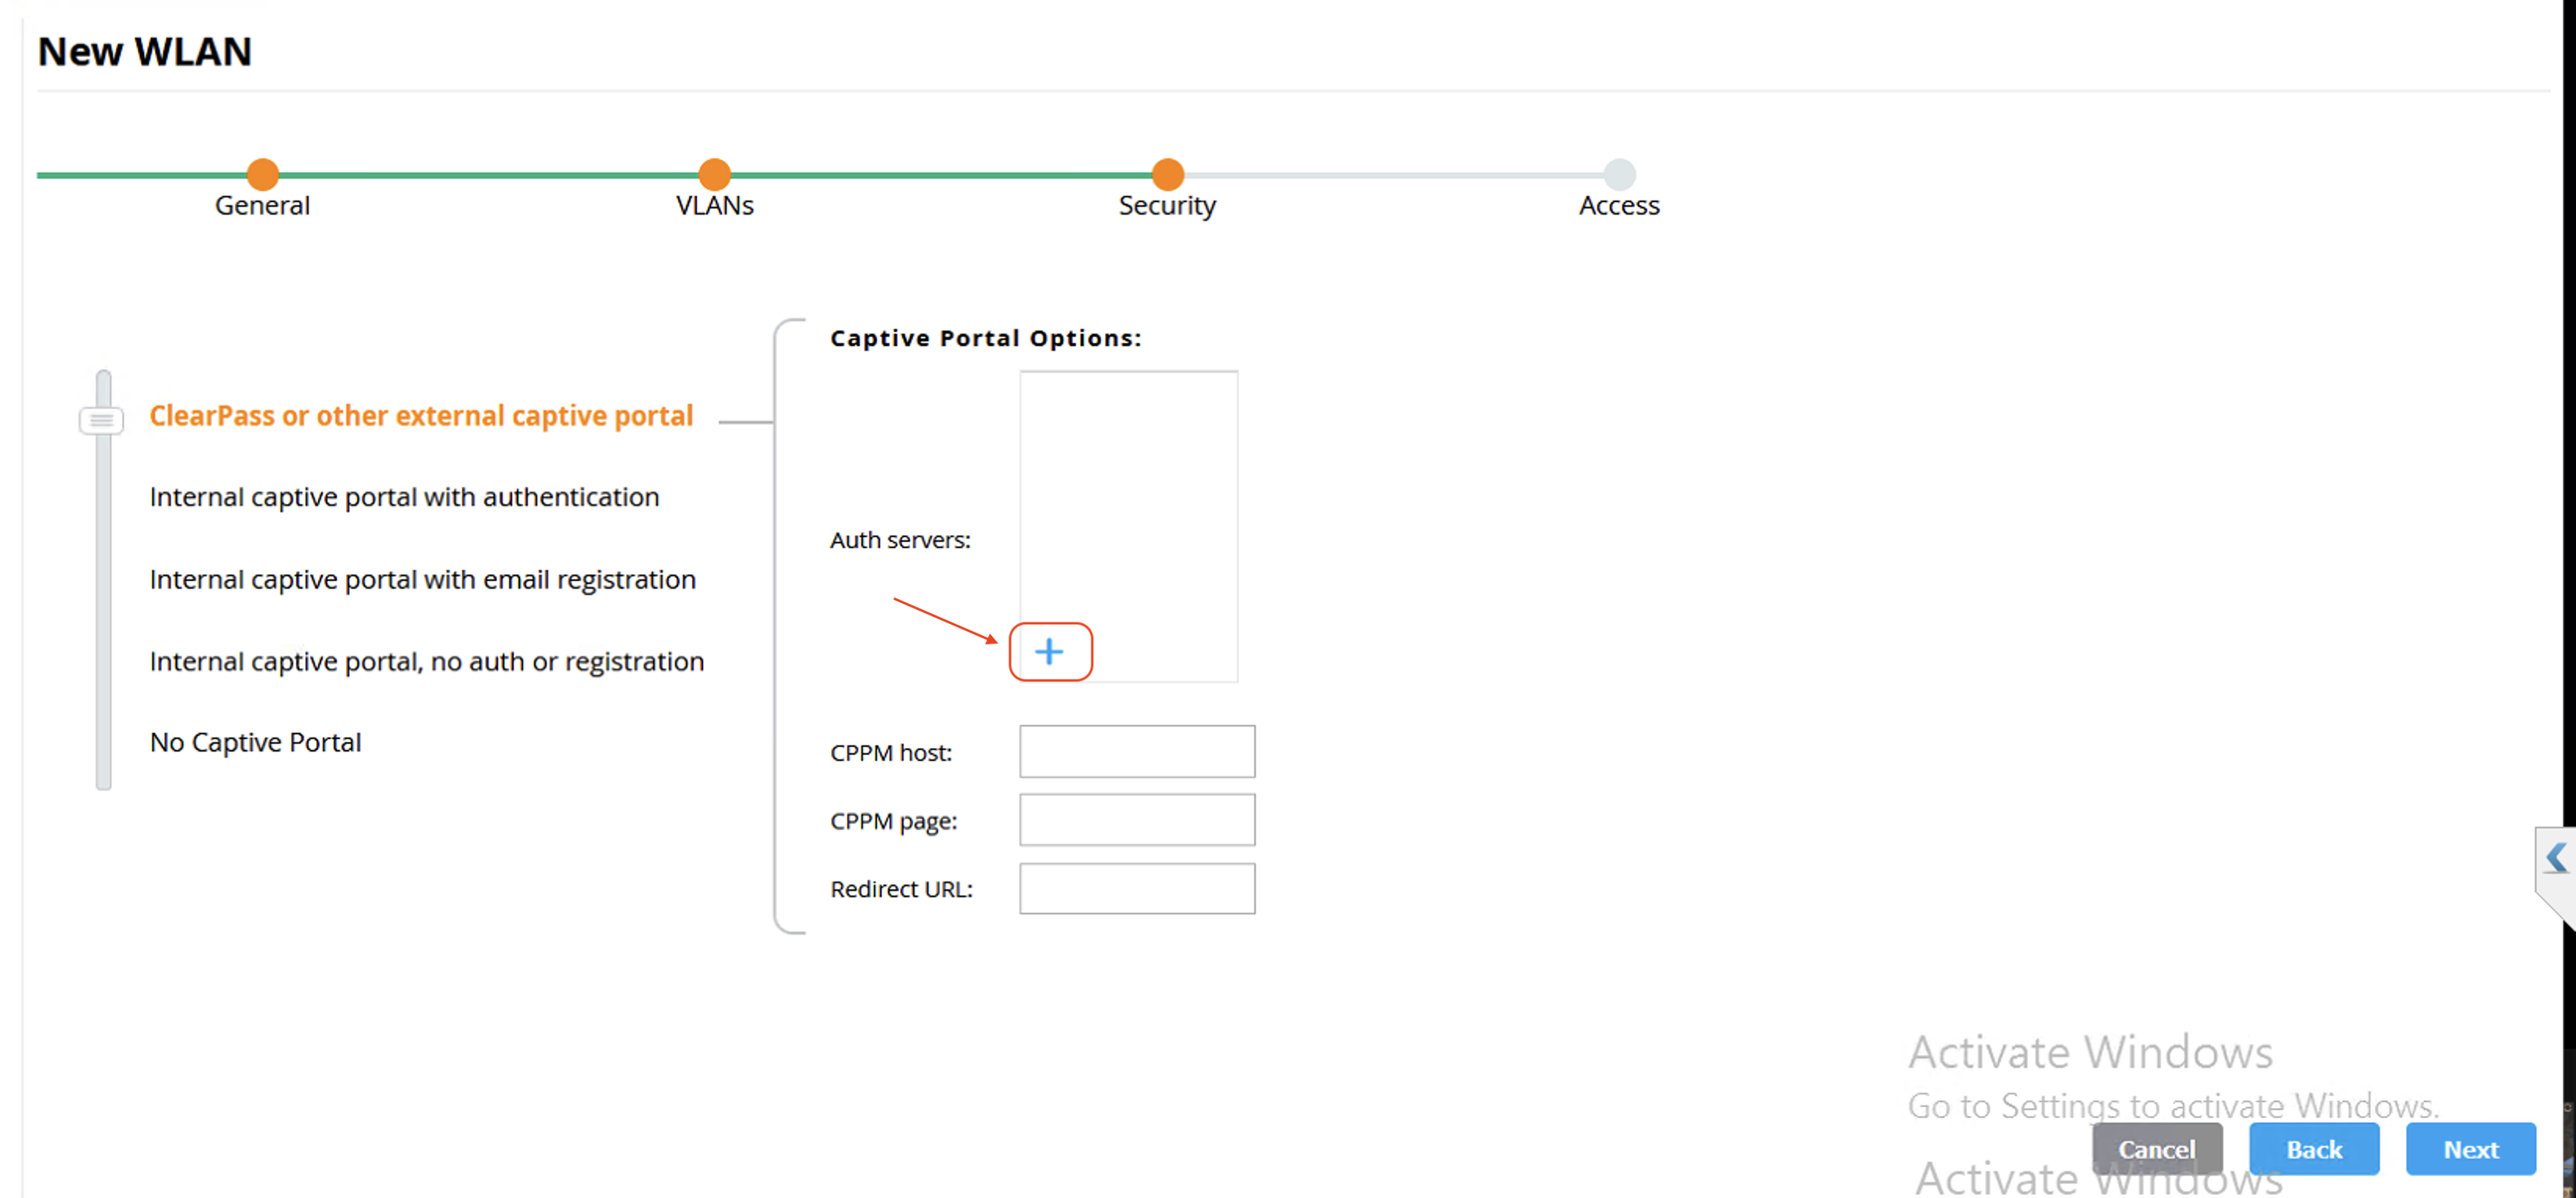 New WLAN
General
VLANs
Security
Access
ClearPass or other external captive portal
Internal captive portal with authentication
Internal captive portal with email registration
Internal captive portal, no auth or registration
No Captive Portal
Captive Portal Options:
Auth servers:
CPPM host:
CPPM page:
Redirect URL:
Activate Windows
Go to Settings to activate Windows.
Cancel
Back
Next
Activate Windows